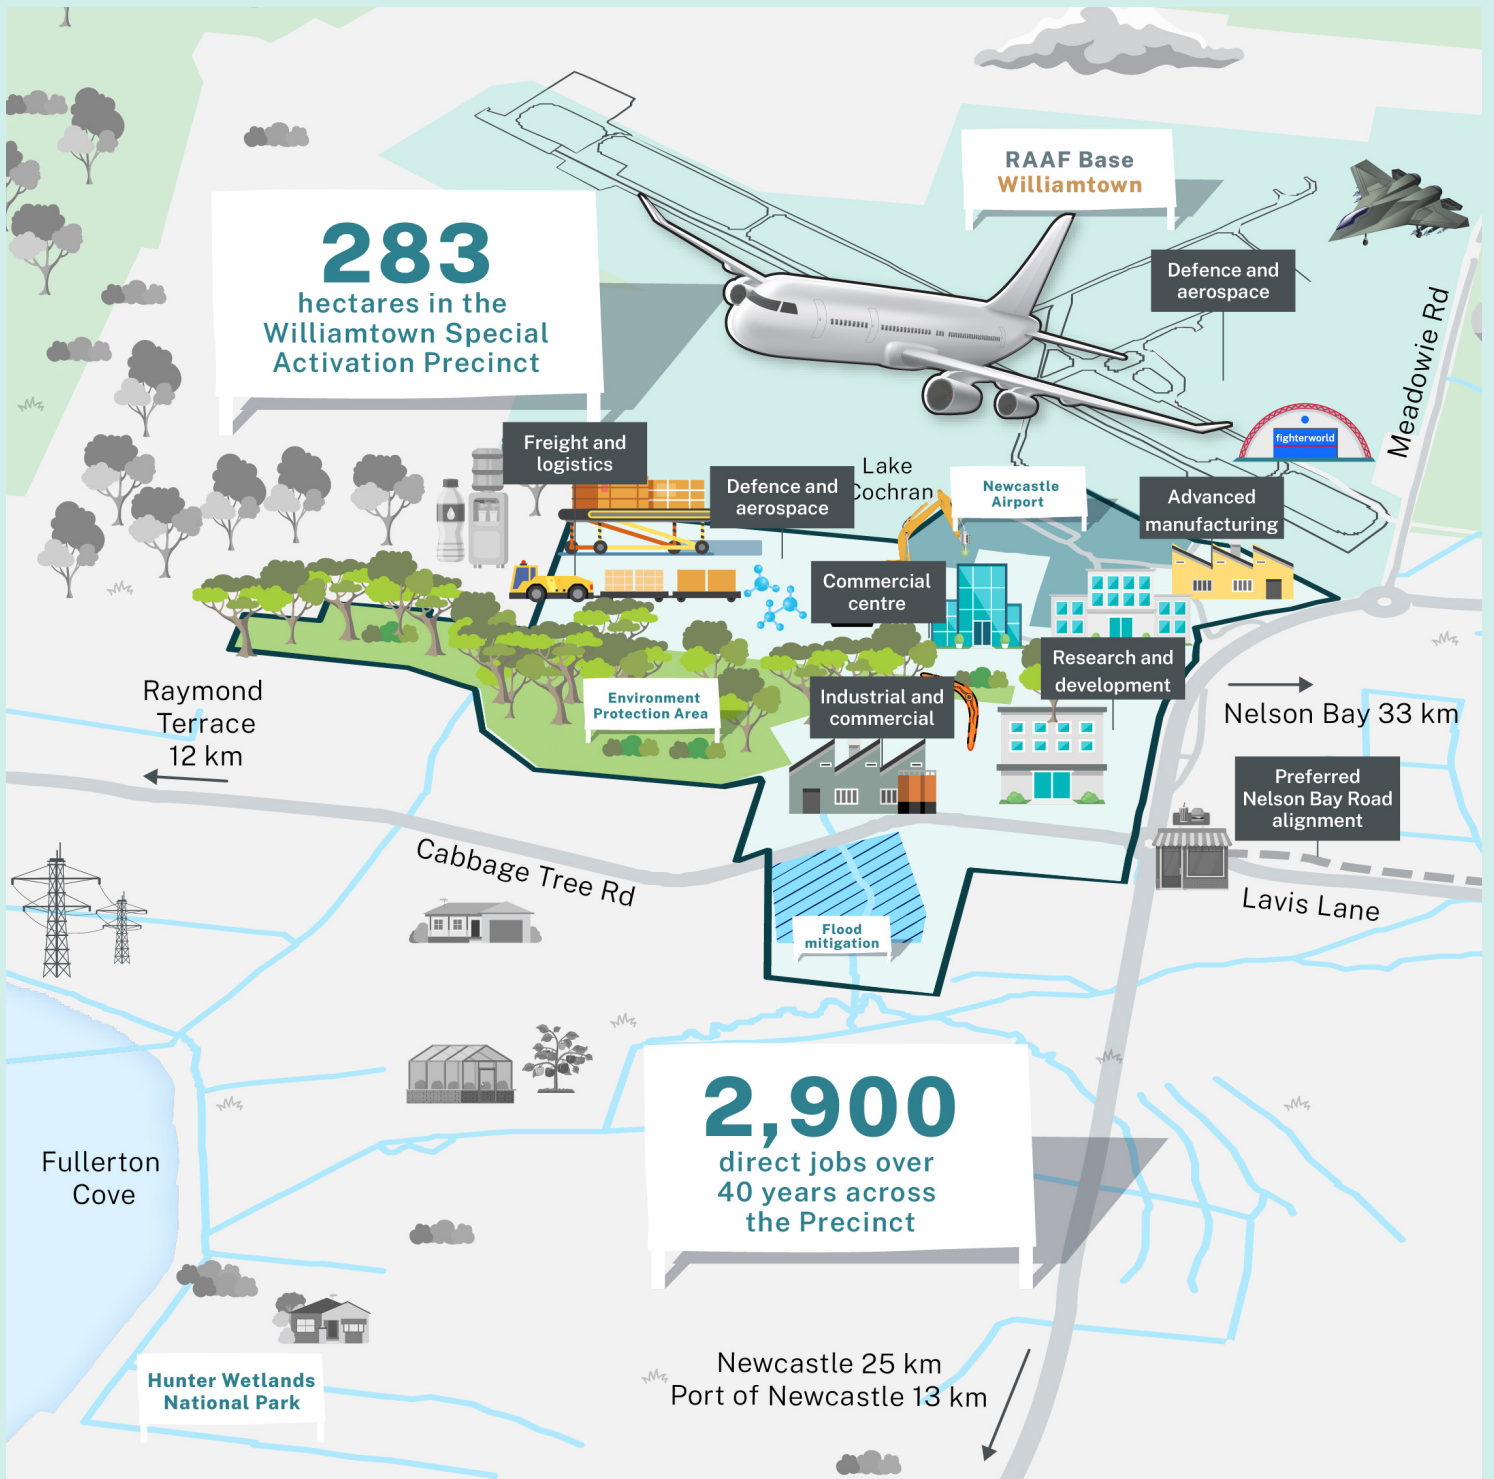 RAAF Base
Williamtown
283
hectares in the
Williamtown Special
Activation Precinct
Defence and
aerospace
Meadowie Rd
fighterworld
Freight and
logistics
Defence and
aerospace
Lake
Cochran
Newcastle
Airport
Advanced
manufacturing
Commercial
centre
Research and
development
Environment
Protection Area
Industrial and
commercial
Raymond
Terrace
12 km
Nelson Bay 33 km
Preferred
Nelson Bay Road
alignment
Cabbage Tree Rd
Lavis Lane
Flood
mitigation
2,900
direct jobs over
40 years across
the Precinct
Fullerton
Cove
Newcastle 25 km
Port of Newcastle 13 km
Hunter Wetlands
National Park